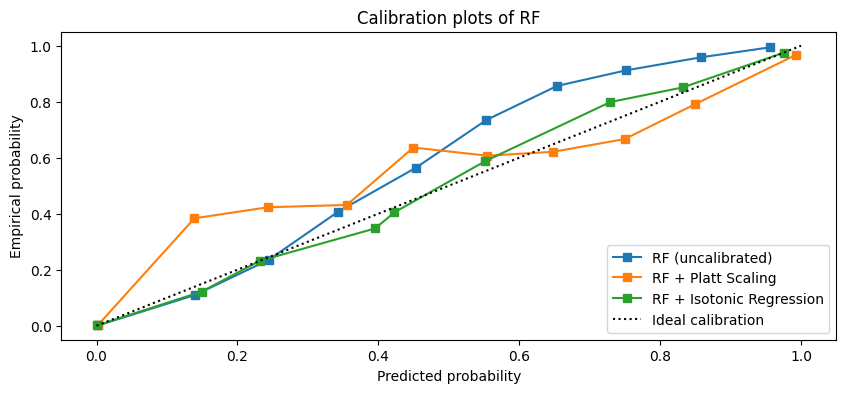 Calibration plots of RF
Empirical probability
1.0
0.8
0.6
0.4
0.2
0.0
RF (uncalibrated)
RF + Platt Scaling
RF + Isotonic Regression
Ideal calibration
0.0 0.2 0.4 0.6 0.8 1.0
Predicted probability